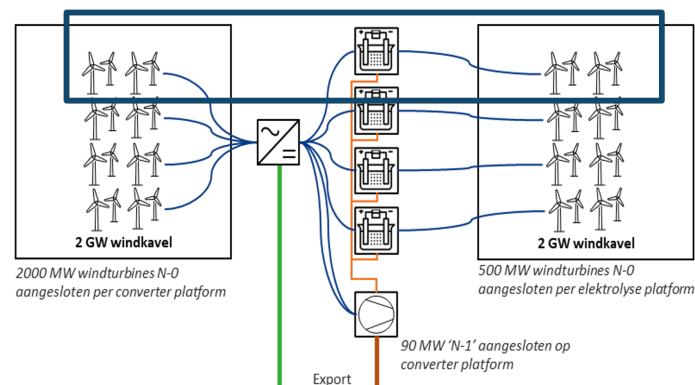 2 GW windkavel
2000 MW windturbines N-0
aangesloten per converter platform
2 GW windkavel
500 MW windturbines N-0
aangesloten per elektrolyse platform
90 MW ‘N-1’ aangesloten op
converter platform
Export